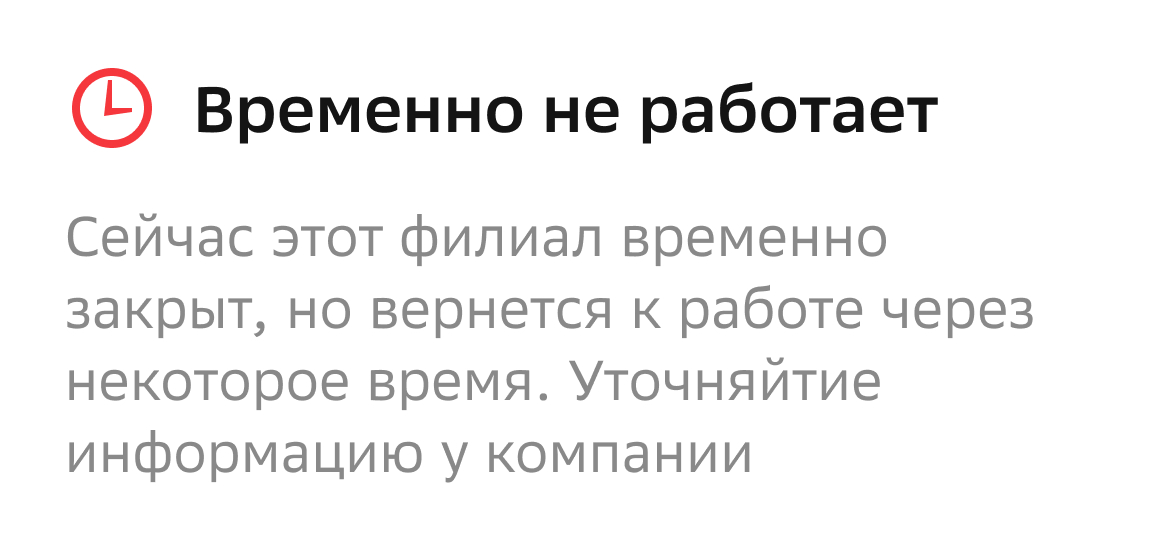 Временно не работает
Сейчас этот филиал временно
закрыт, но вернется к работе через
некоторое время. Уточняйтие
информацию у компании